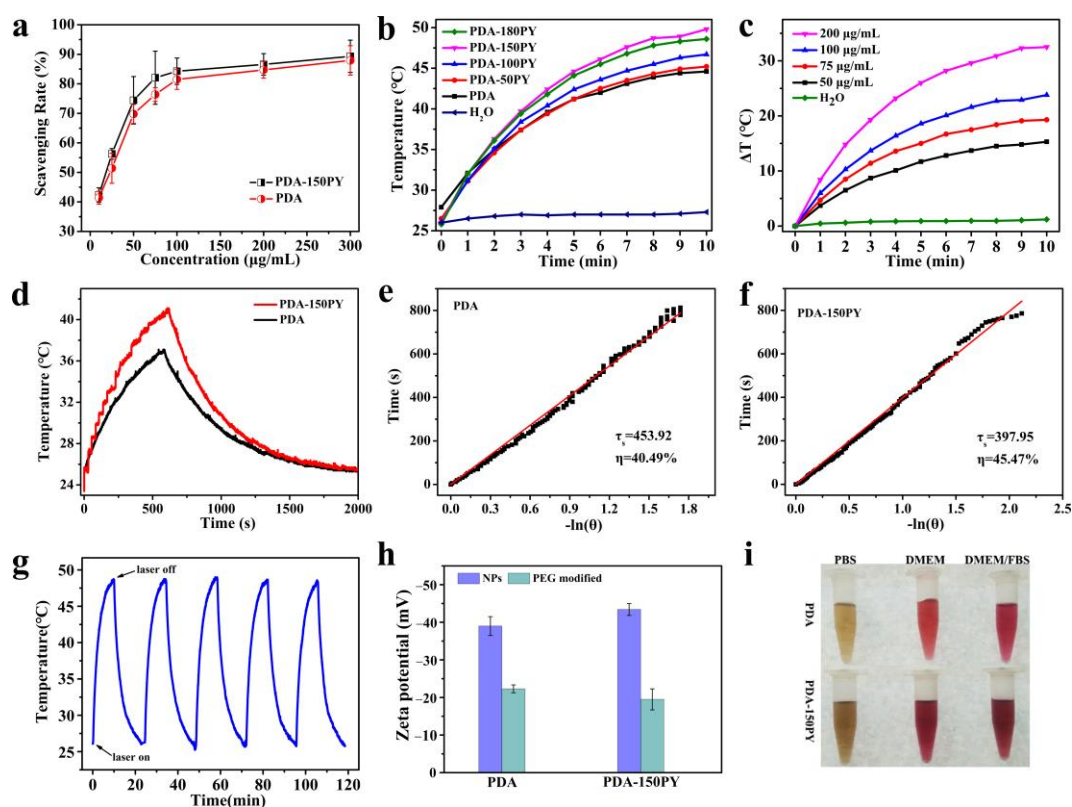 a
100
90
80
70
60
50
40
30
Scavenging Rate (%)
PDA-150PY
PDA
0 50 100 150 200 250 300
Concentration (μg/mL)
b
50
45
40
35
30
25
Temperature (°C)
PDA-180PY
PDA-150PY
PDA-100PY
PDA-50PY
PDA
H₂O
0 1 2 3 4 5 6 7 8 9 10
Time (min)
c
40
30
20
10
0
ΔT (°C)
200 μg/mL
100 μg/mL
75 μg/mL
50 μg/mL
H₂O
0 1 2 3 4 5 6 7 8 9 10
Time (min)
d
40
36
32
28
24
Temperature (°C)
PDA-150PY
PDA
0 500 1000 1500 2000
Time (s)
e
800
600
400
200
0
Time (s)
PDA
τₛ=453.92
η=40.49%
0.0 0.3 0.6 0.9 1.2 1.5 1.8
-ln(θ)
f
800
600
400
200
0
Time (s)
PDA-150PY
τₛ=397.95
η=45.47%
0.0 0.5 1.0 1.5 2.0 2.5
-ln(θ)
g
50
45
40
35
30
25
Temperature(°C)
laser off
laser on
0 20 40 60 80 100 120
Time(min)
h
−50
−40
−30
−20
−10
0
Zeta potential (mV)
NPs
PEG modified
PDA PDA-150PY
i
PBS DMEM DMEM/FBS
PDA
PDA-150PY